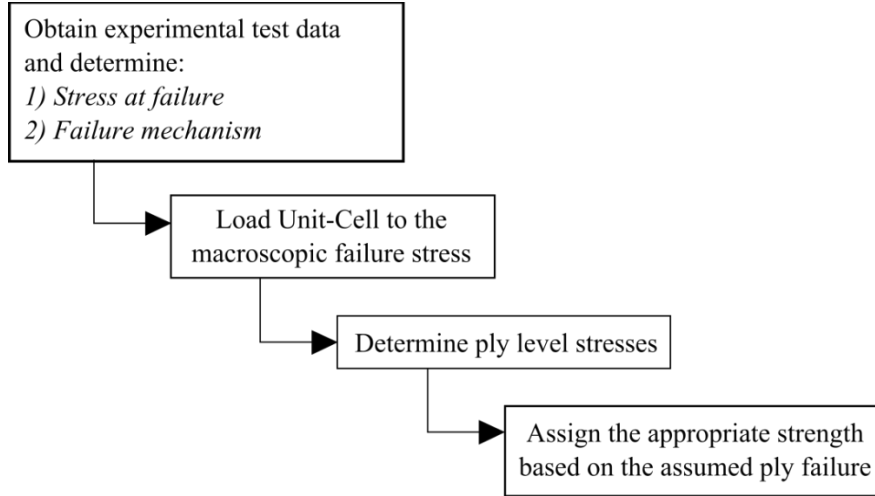 Obtain experimental test data
and determine:
1) Stress at failure
2) Failure mechanism
Load Unit-Cell to the
macroscopic failure stress
Determine ply level stresses
Assign the appropriate strength
based on the assumed ply failure